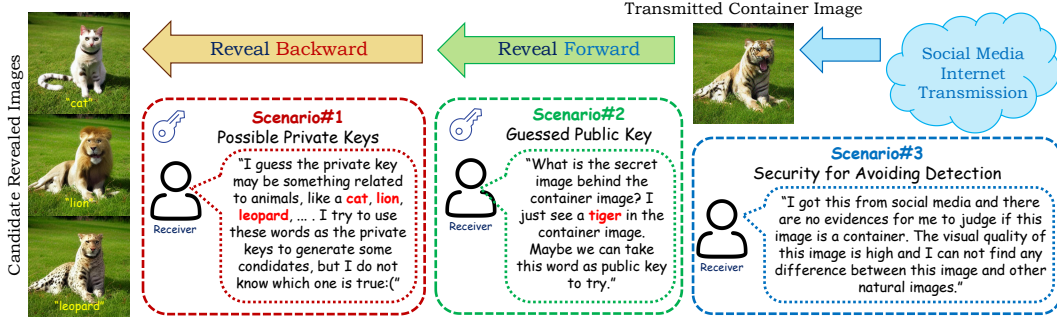 Transmitted Container Image
Candidate Revealed Images
"cat"
"lion"
"leopard"
Reveal Backward
Reveal Forward
Social Media
Internet
Transmission
Scenario#1
Possible Private Keys
Receiver
"I guess the private key
may be something related
to animals, like a cat, lion,
leopard, ... . I try to use
these words as the private
keys to generate some
candidates, but I do not
know which one is true:("
Scenario#2
Guessed Public Key
Receiver
"What is the secret
image behind the
container image? I
just see a tiger in the
container image.
Maybe we can take
this word as public key
to try."
Scenario#3
Security for Avoiding Detection
Receiver
"I got this from social media and there
are no evidences for me to judge if this
image is a container. The visual quality
of this image is high and I can not find any
difference between this image and other
natural images."